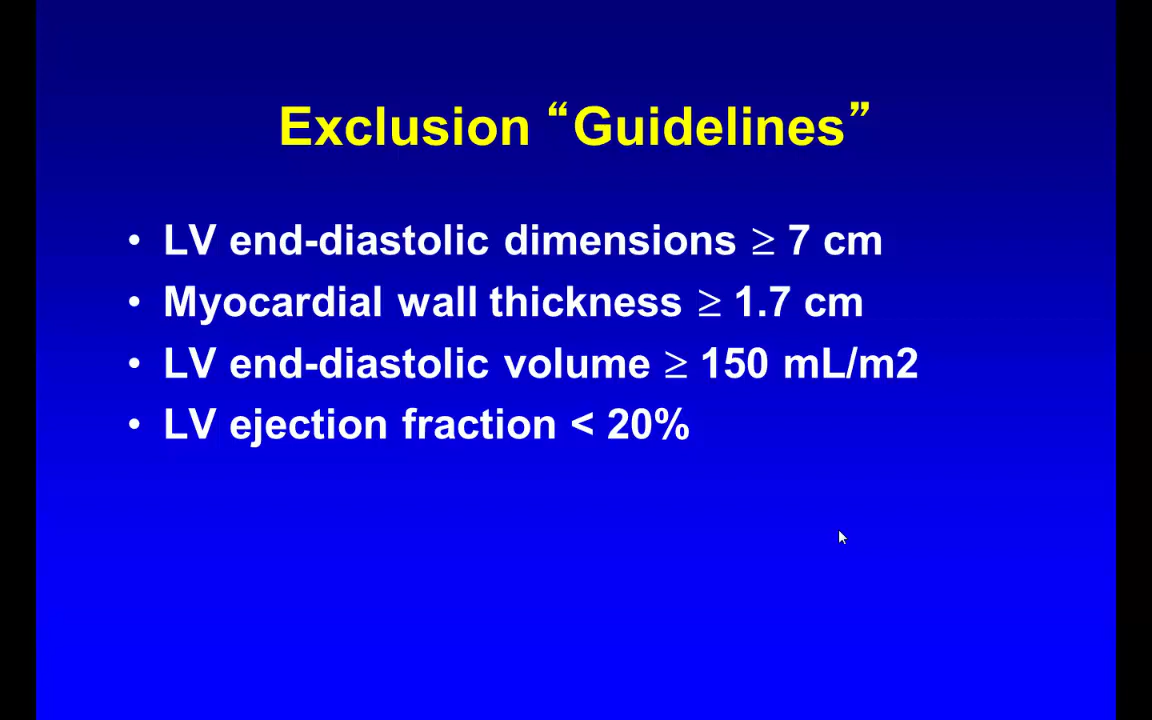 Exclusion “Guidelines”
• LV end-diastolic dimensions ≥ 7 cm
• Myocardial wall thickness ≥ 1.7 cm
• LV end-diastolic volume ≥ 150 mL/m2
• LV ejection fraction < 20%